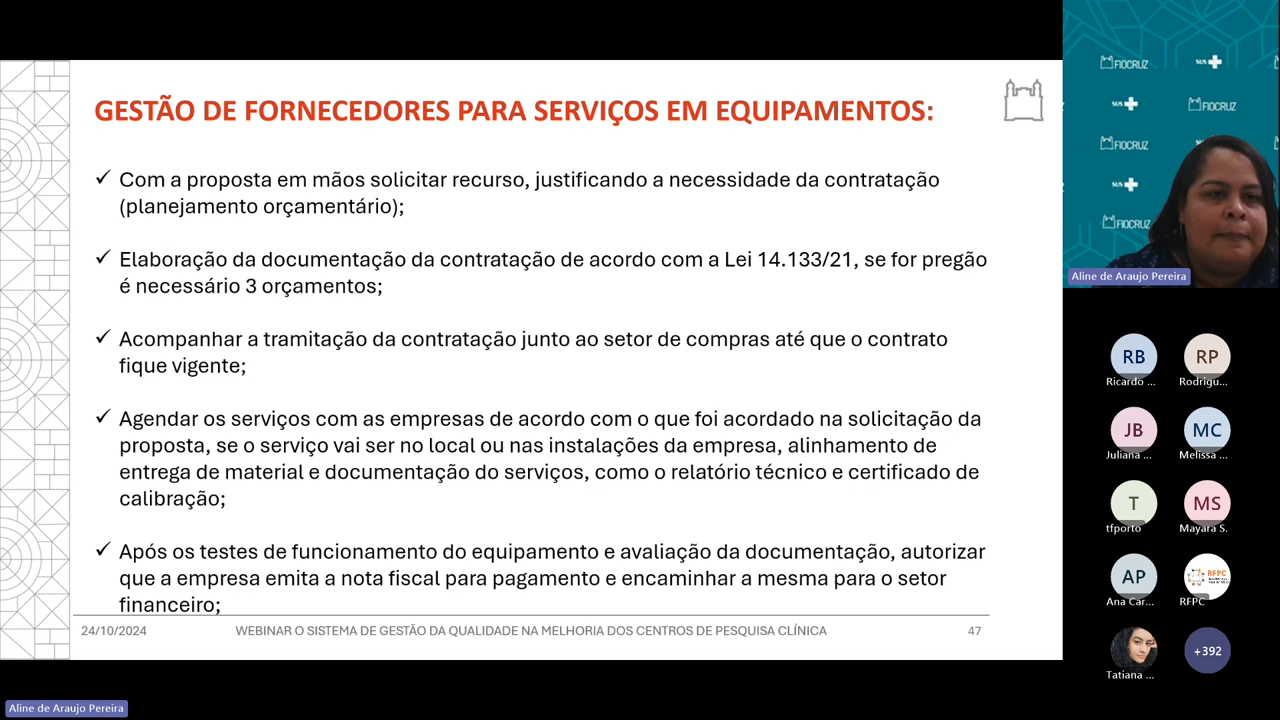 GESTÃO DE FORNECEDORES PARA SERVIÇOS EM EQUIPAMENTOS:
Com a proposta em mãos solicitar recurso, justificando a necessidade da contratação
(planejamento orçamentário);
Elaboração da documentação da contratação de acordo com a Lei 14.133/21, se for pregão
é necessário 3 orçamentos;
Acompanhar a tramitação da contratação junto ao setor de compras até que o contrato
fique vigente;
Agendar os serviços com as empresas de acordo com o que foi acordado na solicitação da
proposta, se o serviço vai ser no local ou nas instalações da empresa, alinhamento de
entrega de material e documentação do serviços, como o relatório técnico e certificado de
calibração;
Após os testes de funcionamento do equipamento e avaliação da documentação, autorizar
que a empresa emita a nota fiscal para pagamento e encaminhar a mesma para o setor
financeiro;
24/10/2024
WEBINAR O SISTEMA DE GESTÃO DA QUALIDADE NA MELHORIA DOS CENTROS DE PESQUISA CLÍNICA
47
FIOCRUZ SUS
SUS FIOCRUZ
FIOCRUZ
SUS
FIOCRUZ
Aline de Araujo Pereira
RB RP
Ricardo ... Rodrigu...
JB MC
Juliana ... Melissa ...
T MS
tfporto Mayara S.
AP RFPC
Ana Car... RFPC
+392
Tatiana ...
Aline de Araujo Pereira